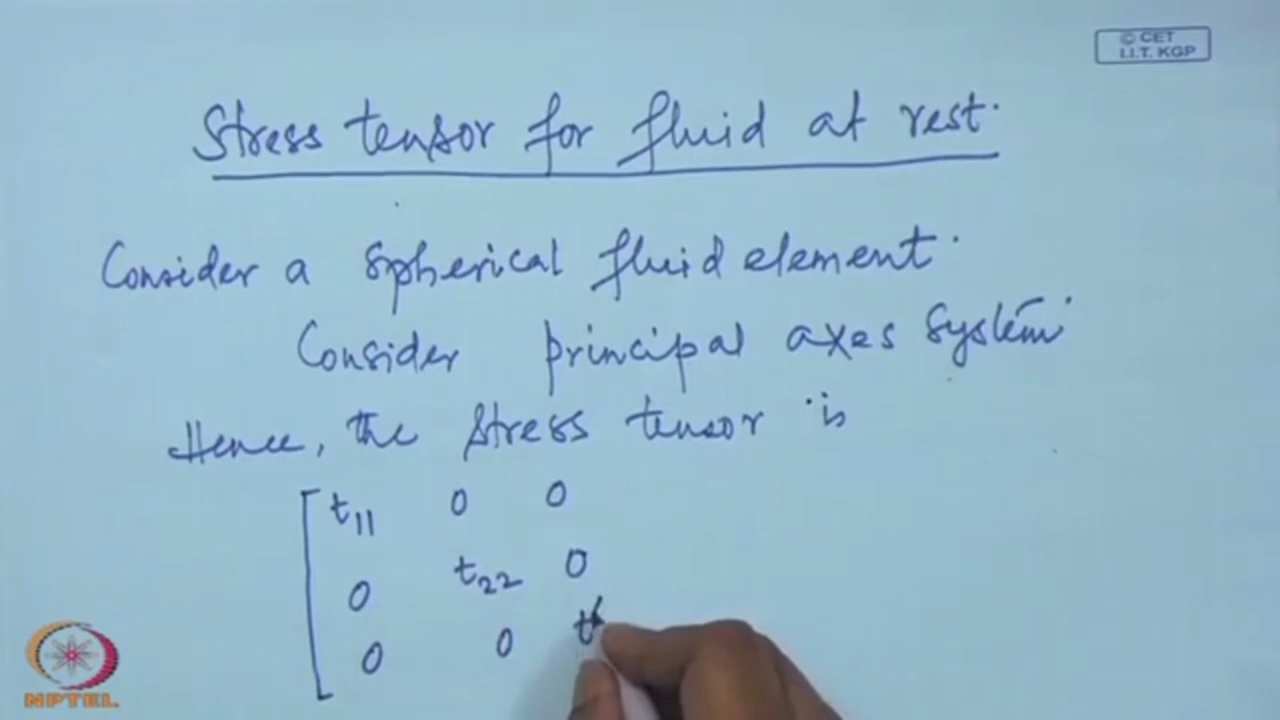 © CET
I.I.T. KGP
Stress tensor for fluid at rest.
Consider a spherical fluid element.
Consider principal axes system.
Hence, the stress tensor is
t11 0 0
0 t22 0
0 0 t
NPTEL